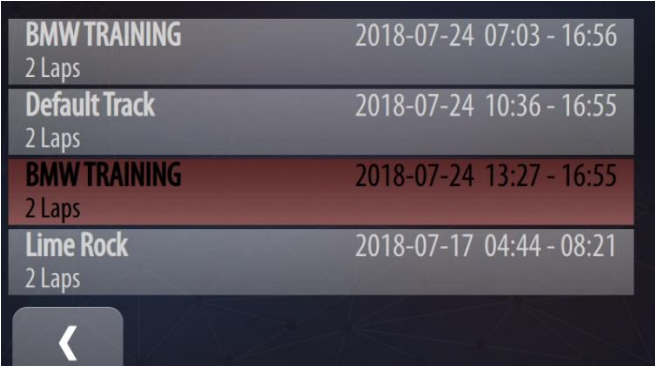 BMW TRAINING 2018-07-24 07:03 - 16:56
2 Laps
Default Track 2018-07-24 10:36 - 16:55
2 Laps
BMW TRAINING 2018-07-24 13:27 - 16:55
2 Laps
Lime Rock 2018-07-17 04:44 - 08:21
2 Laps